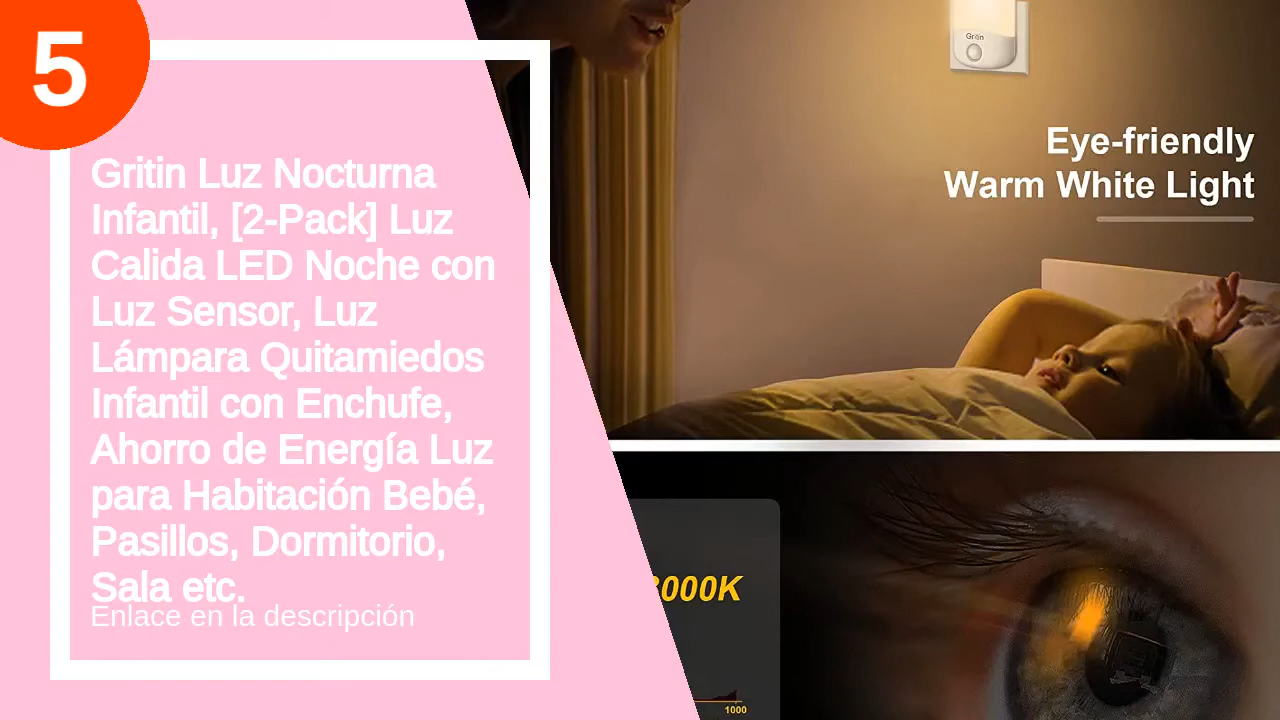 5
Gritin Luz Nocturna
Infantil, [2-Pack] Luz
Calida LED Noche con
Luz Sensor, Luz
Lámpara Quitamiedos
Infantil con Enchufe,
Ahorro de Energía Luz
para Habitación Bebé,
Pasillos, Dormitorio,
Sala etc.
Enlace en la descripción
Gritin
Eye-friendly
Warm White Light
000K
1000